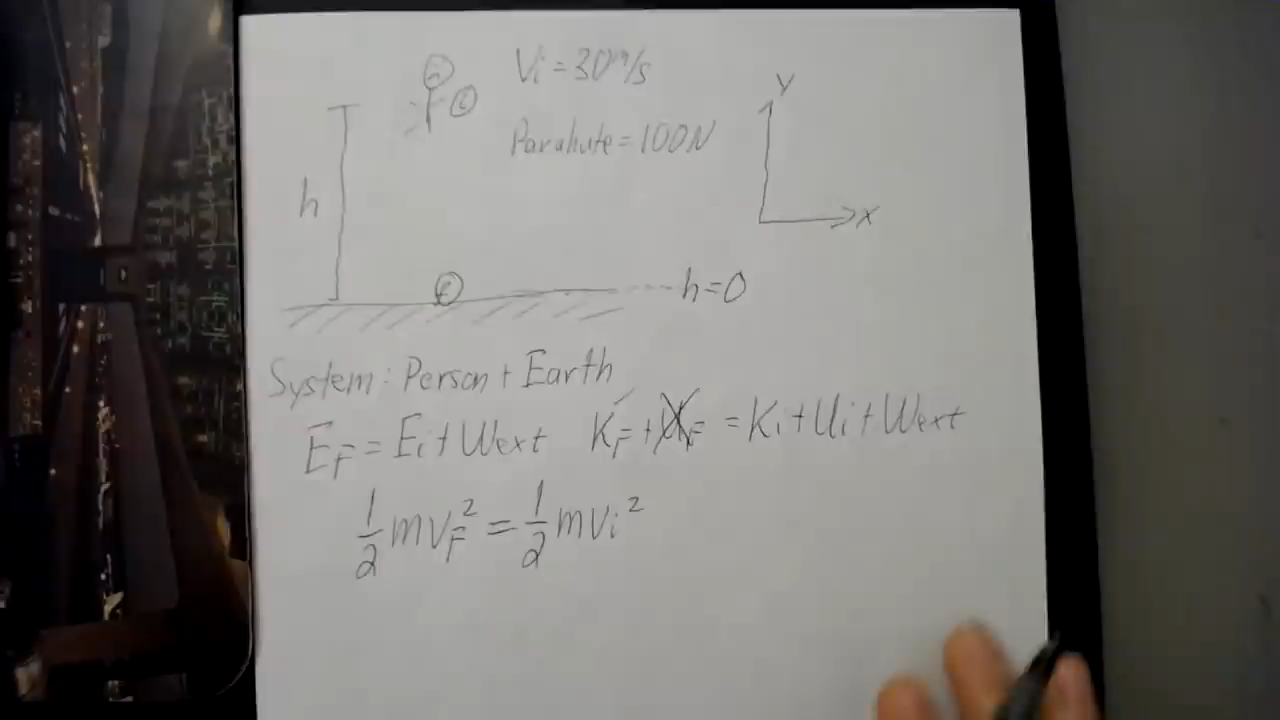 Vi = 30 m/s
Parahute = 100N
Y
X
h
m
i
F
h=0
System: Person + Earth
EF = Ei + Wext KF + UF = Ki + Ui + Wext
1/2 mvF² = 1/2 mvi²